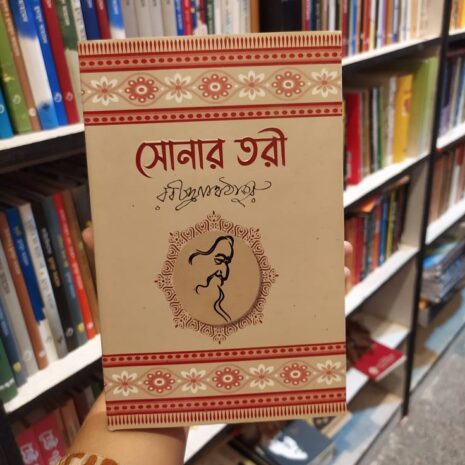 সোনার তরী
রবীন্দ্রনাথ ঠাকুর